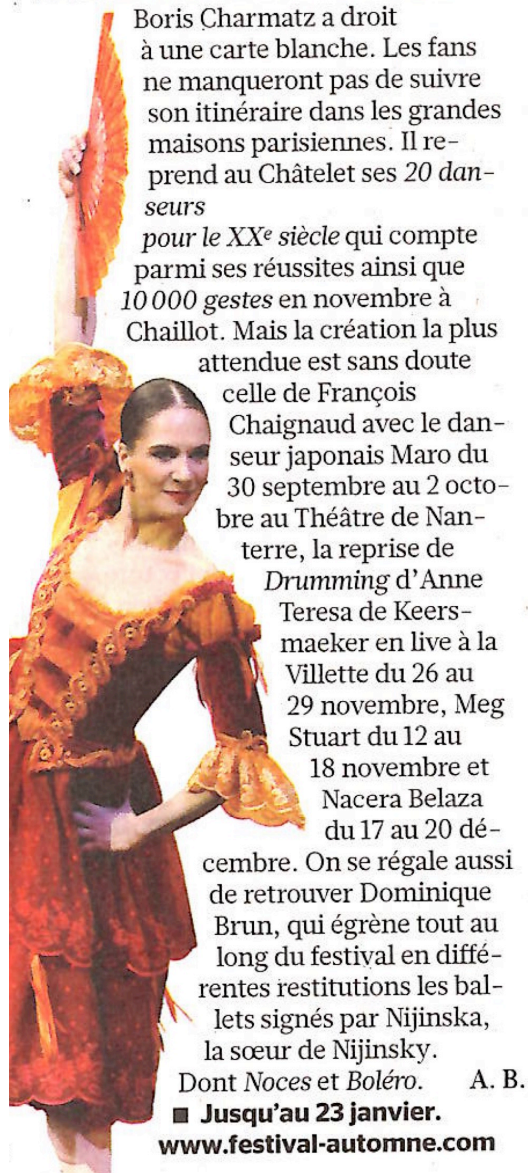 Boris Charmatz a droit
à une carte blanche. Les fans
ne manqueront pas de suivre
son itinéraire dans les grandes
maisons parisiennes. Il re-
prend au Châtelet ses 20 dan-
seurs
pour le XXe siècle qui compte
parmi ses réussites ainsi que
10 000 gestes en novembre à
Chaillot. Mais la création la plus
attendue est sans doute
celle de François
Chaignaud avec le dan-
seur japonais Maro du
30 septembre au 2 octo-
bre au Théâtre de Nan-
terre, la reprise de
Drumming d'Anne
Teresa de Keers-
maeker en live à la
Villette du 26 au
29 novembre, Meg
Stuart du 12 au
18 novembre et
Nacera Belaza
du 17 au 20 dé-
cembre. On se régale aussi
de retrouver Dominique
Brun, qui égrène tout au
long du festival en diffé-
rentes restitutions les bal-
lets signés par Nijinska,
la sœur de Nijinsky.
Dont Noces et Boléro. A. B.
■ Jusqu'au 23 janvier.
www.festival-automne.com